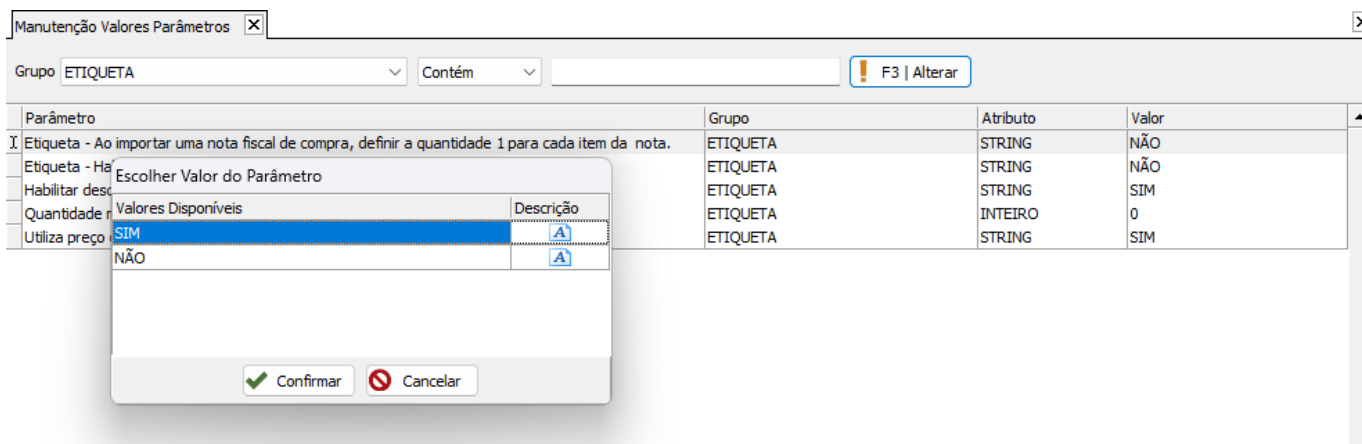 Manutenção Valores Parâmetros
Grupo ETIQUETA Contém F3 | Alterar
Parâmetro Grupo Atributo Valor
Etiqueta - Ao importar uma nota fiscal de compra, definir a quantidade 1 para cada item da nota. ETIQUETA STRING NÃO
Etiqueta - Ha ETIQUETA STRING NÃO
Habilitar desc ETIQUETA STRING SIM
Quantidade r ETIQUETA INTEIRO 0
Utiliza preço ETIQUETA STRING SIM
Escolher Valor do Parâmetro
Valores Disponíveis Descrição
SIM A
NÃO A
Confirmar Cancelar